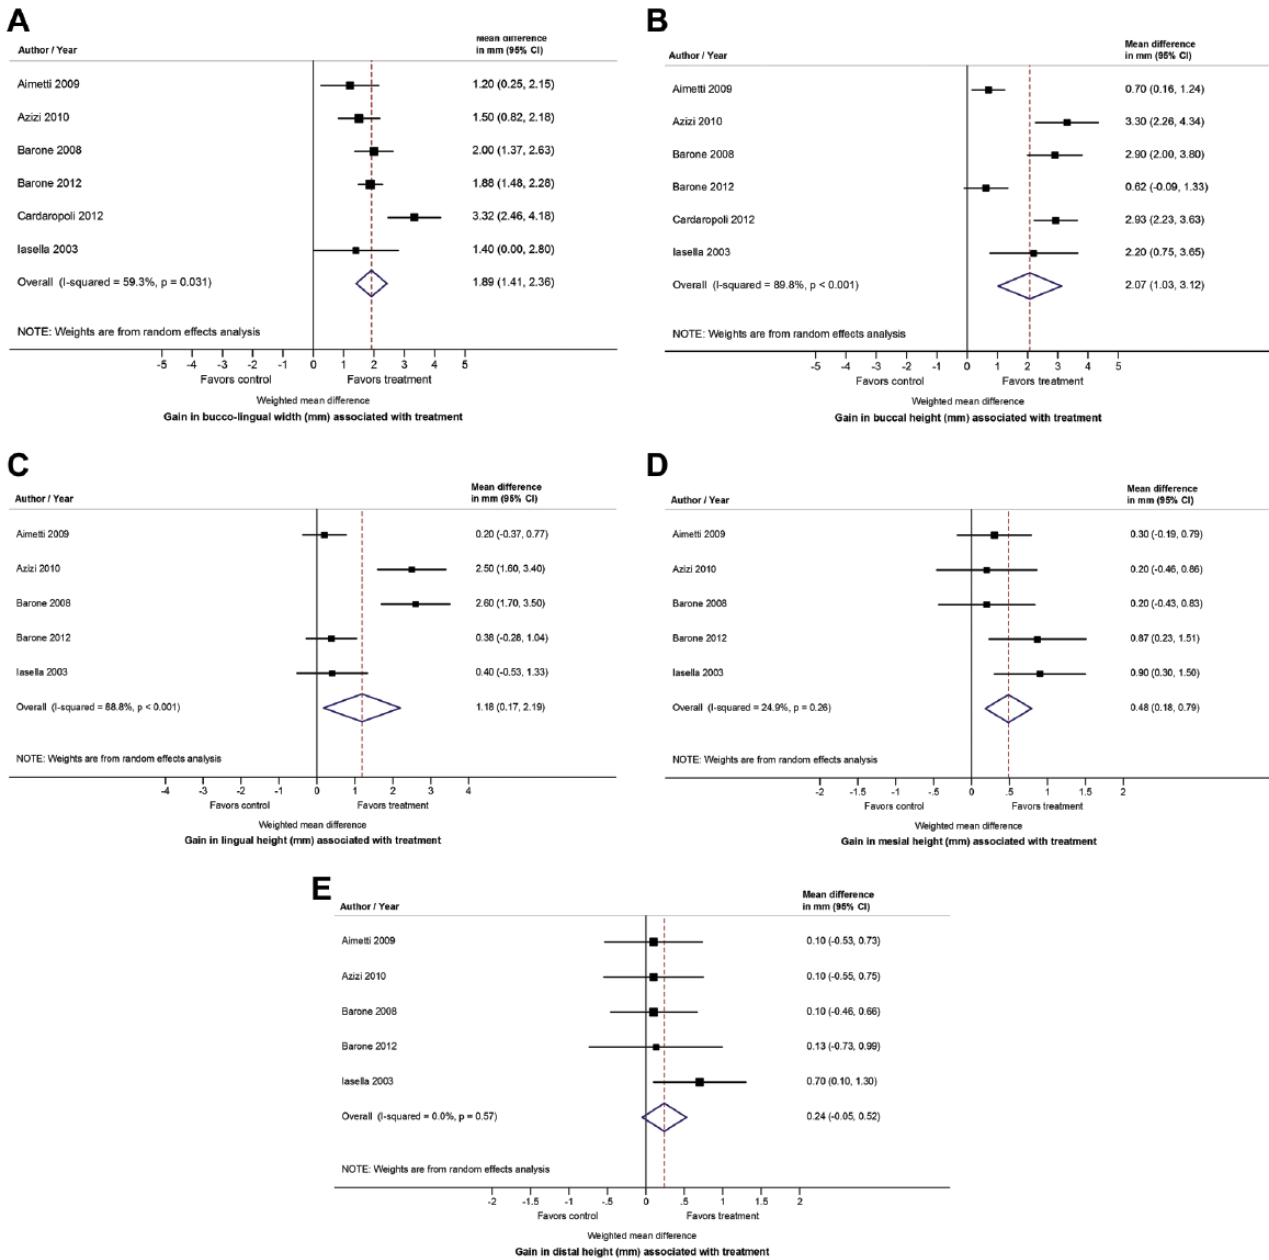 A
Author / Year
Mean difference
in mm (95% CI)
Aimetti 2009 1.20 (0.25, 2.15)
Azizi 2010 1.50 (0.82, 2.18)
Barone 2008 2.00 (1.37, 2.63)
Barone 2012 1.88 (1.48, 2.28)
Cardaropoli 2012 3.32 (2.46, 4.18)
Iasella 2003 1.40 (0.00, 2.80)
Overall (I-squared = 59.3%, p = 0.031) 1.89 (1.41, 2.36)
NOTE: Weights are from random effects analysis
-5 -4 -3 -2 -1 0 1 2 3 4 5
Favors control Favors treatment
Weighted mean difference
Gain in bucco-lingual width (mm) associated with treatment
B
Author / Year
Mean difference
in mm (95% CI)
Aimetti 2009 0.70 (0.16, 1.24)
Azizi 2010 3.30 (2.26, 4.34)
Barone 2008 2.90 (2.00, 3.80)
Barone 2012 0.62 (-0.09, 1.33)
Cardaropoli 2012 2.93 (2.23, 3.63)
Iasella 2003 2.20 (0.75, 3.65)
Overall (I-squared = 89.8%, p < 0.001) 2.07 (1.03, 3.12)
NOTE: Weights are from random effects analysis
-5 -4 -3 -2 -1 0 1 2 3 4 5
Favors control Favors treatment
Weighted mean difference
Gain in buccal height (mm) associated with treatment
C
Author / Year
Mean difference
in mm (95% CI)
Aimetti 2009 0.20 (-0.37, 0.77)
Azizi 2010 2.50 (1.60, 3.40)
Barone 2008 2.60 (1.70, 3.50)
Barone 2012 0.38 (-0.28, 1.04)
Iasella 2003 0.40 (-0.53, 1.33)
Overall (I-squared = 88.8%, p < 0.001) 1.18 (0.17, 2.19)
NOTE: Weights are from random effects analysis
-4 -3 -2 -1 0 1 2 3 4
Favors control Favors treatment
Weighted mean difference
Gain in lingual height (mm) associated with treatment
D
Author / Year
Mean difference
in mm (95% CI)
Aimetti 2009 0.30 (-0.19, 0.79)
Azizi 2010 0.20 (-0.46, 0.86)
Barone 2008 0.20 (-0.43, 0.83)
Barone 2012 0.87 (0.23, 1.51)
Iasella 2003 0.90 (0.30, 1.50)
Overall (I-squared = 24.9%, p = 0.26) 0.48 (0.18, 0.79)
NOTE: Weights are from random effects analysis
-2 -1.5 -1 -.5 0 .5 1 1.5 2
Favors control Favors treatment
Weighted mean difference
Gain in mesial height (mm) associated with treatment
E
Author / Year
Mean difference
in mm (95% CI)
Aimetti 2009 0.10 (-0.53, 0.73)
Azizi 2010 0.10 (-0.55, 0.75)
Barone 2008 0.10 (-0.46, 0.66)
Barone 2012 0.13 (-0.73, 0.99)
Iasella 2003 0.70 (0.10, 1.30)
Overall (I-squared = 0.0%, p = 0.57) 0.24 (-0.05, 0.52)
NOTE: Weights are from random effects analysis
-2 -1.5 -1 -.5 0 .5 1 1.5 2
Favors control Favors treatment
Weighted mean difference
Gain in distal height (mm) associated with treatment